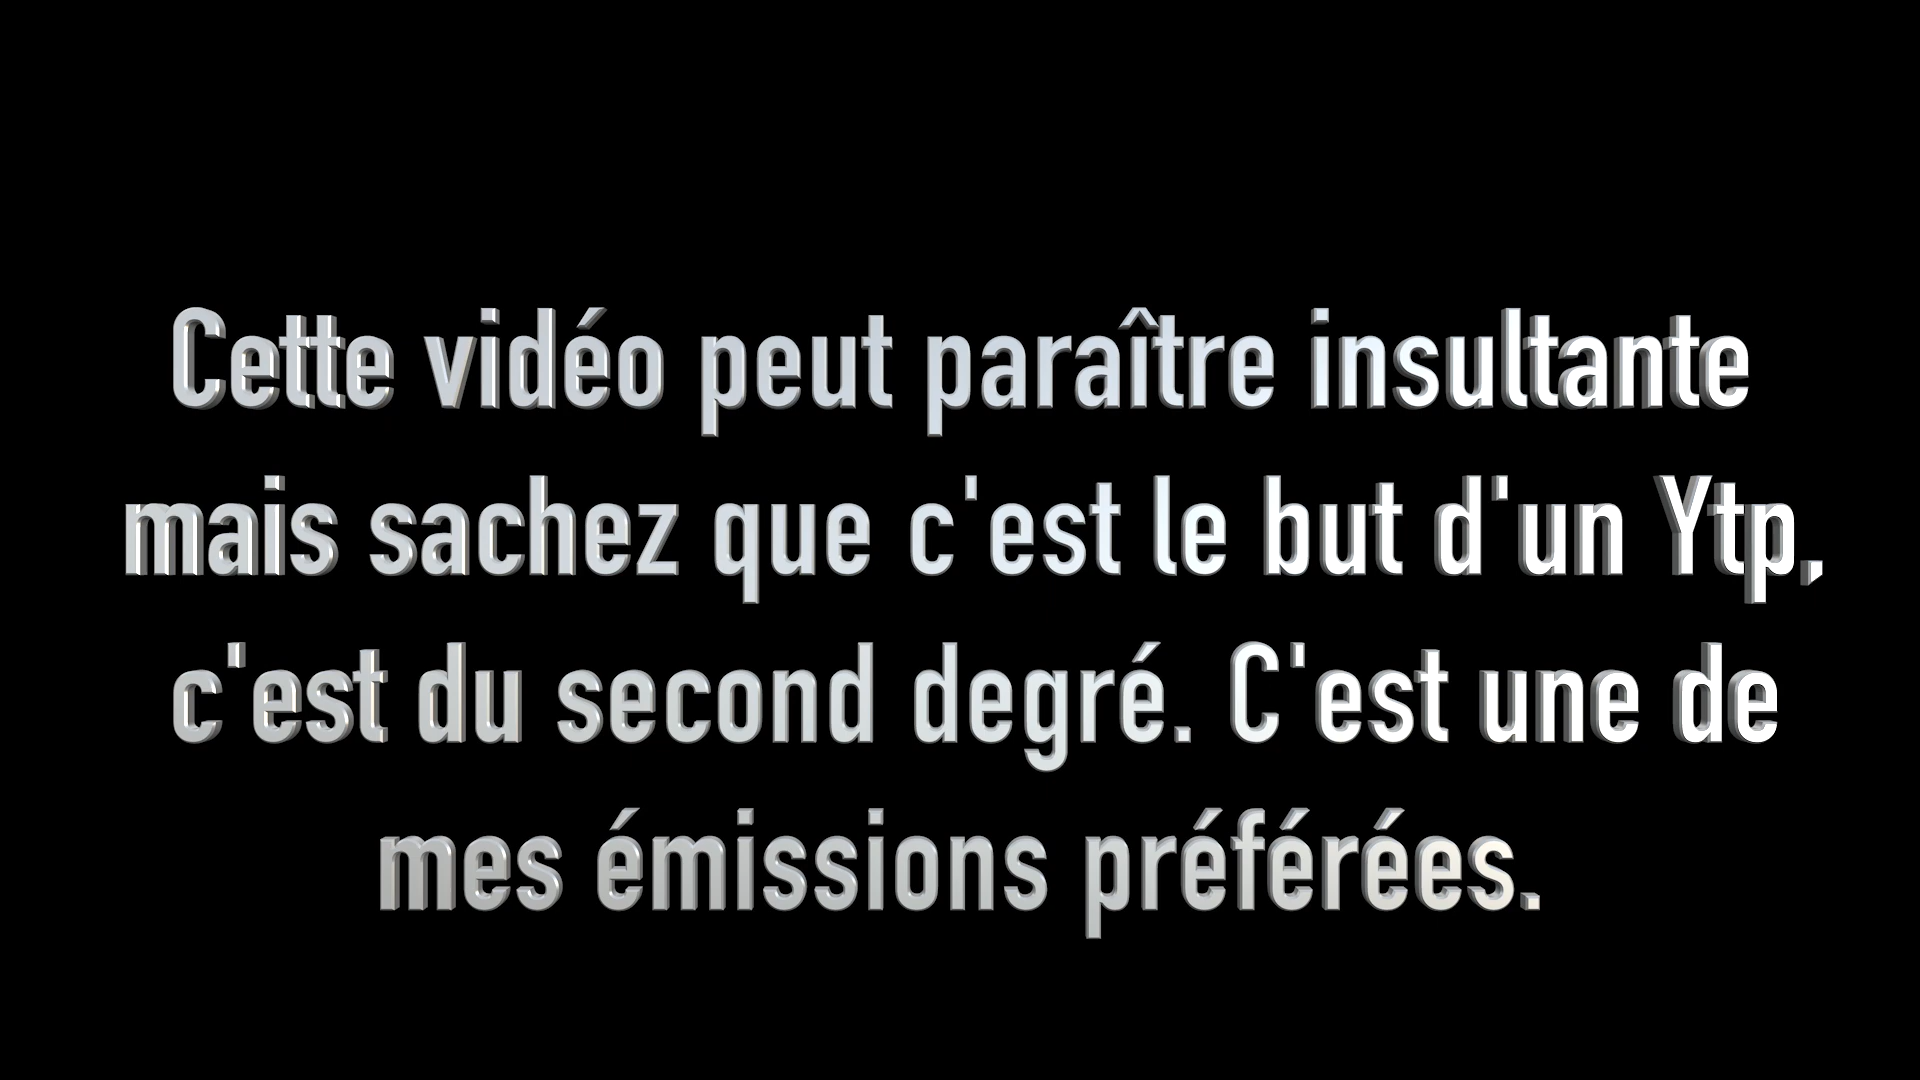 Cette vidéo peut paraître insultante
mais sachez que c'est le but d'un Ytp,
c'est du second degré. C'est une de
mes émissions préférées.